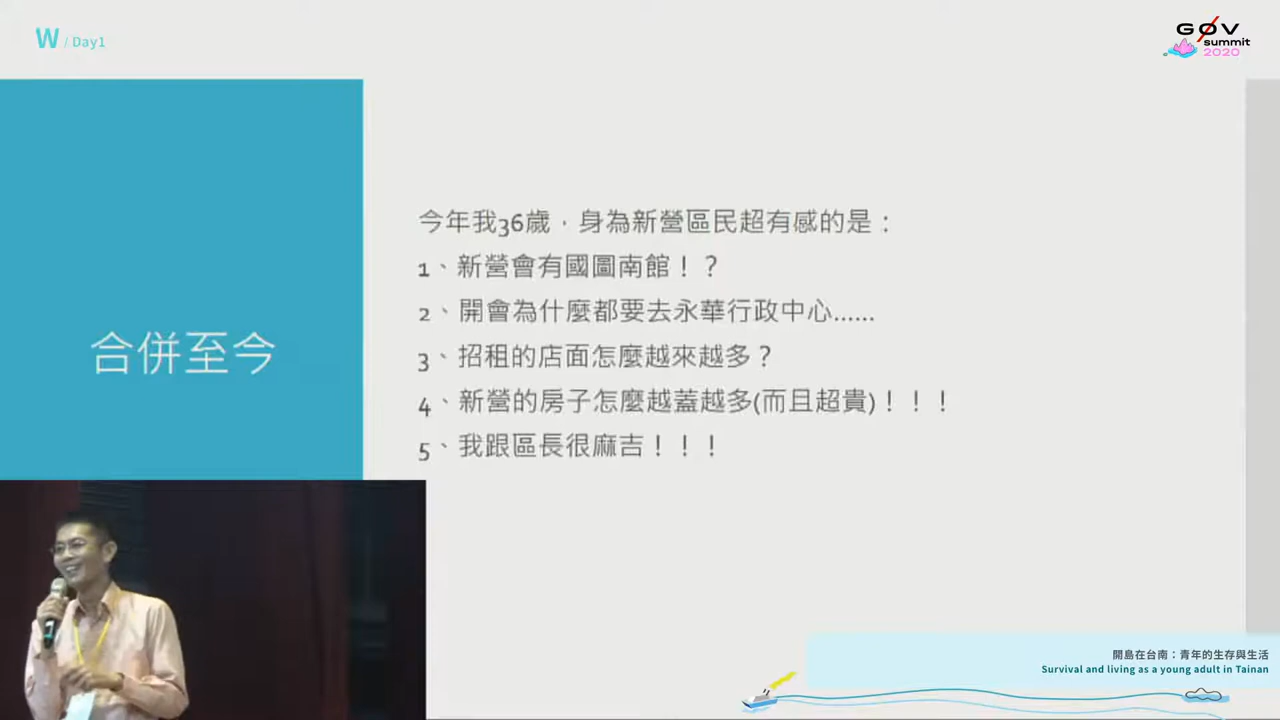 W / Day1
G0V
summit
2020
合併至今
今年我36歲，身為新營區民超有感的是：
1、新營會有國圖南館！？
2、開會為什麼都要去永華行政中心……
3、招租的店面怎麼越來越多？
4、新營的房子怎麼越蓋越多(而且超貴)！！！
5、我跟區長很麻吉！！！
開島在台南：青年的生存與生活
Survival and living as a young adult in Tainan